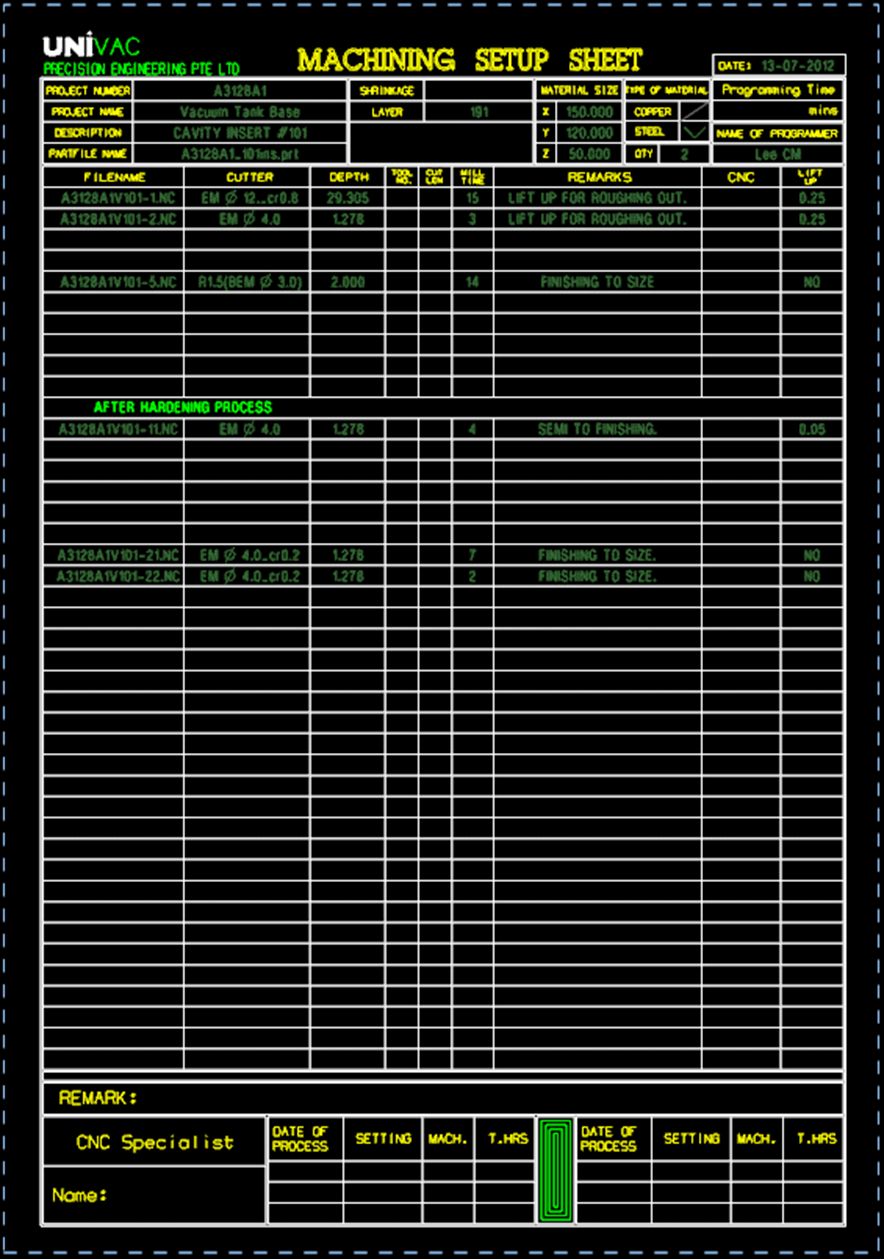 UNiVAC
PRECISION ENGINEERING PTE LTD
MACHINING SETUP SHEET
DATE: 13-07-2012
PROJECT NUMBER A3128A1 SHRINKAGE MATERIAL SIZE TYPE OF MATERIAL Programming Time
PROJECT NAME Vacuum Tank Base LAYER 191 X 150.000 COPPER mins
DESCRIPTION CAVITY INSERT #101 Y 120.000 STEEL NAME OF PROGRAMMER
PARTFILE NAME A3128A1_101ins.prt Z 50.000 QTY 2 Lee CM
FILENAME CUTTER DEPTH TOOL NO. CUT LEN MILL TIME REMARKS CNC LIFT UP
A3128A1V101-1.NC EM Ø 12._cr0.8 29.305 15 LIFT UP FOR ROUGHING OUT. 0.25
A3128A1V101-2.NC EM Ø 4.0 1.278 3 LIFT UP FOR ROUGHING OUT. 0.25
A3128A1V101-5.NC R1.5(BEM Ø 3.0) 2.000 14 FINISHING TO SIZE NO
AFTER HARDENING PROCESS
A3128A1V101-11.NC EM Ø 4.0 1.278 4 SEMI TO FINISHING. 0.05
A3128A1V101-21.NC EM Ø 4.0_cr0.2 1.278 7 FINISHING TO SIZE. NO
A3128A1V101-22.NC EM Ø 4.0_cr0.2 1.278 2 FINISHING TO SIZE. NO
REMARK:
CNC Specialist DATE OF PROCESS SETTING MACH. T.HRS DATE OF PROCESS SETTING MACH. T.HRS
Name: